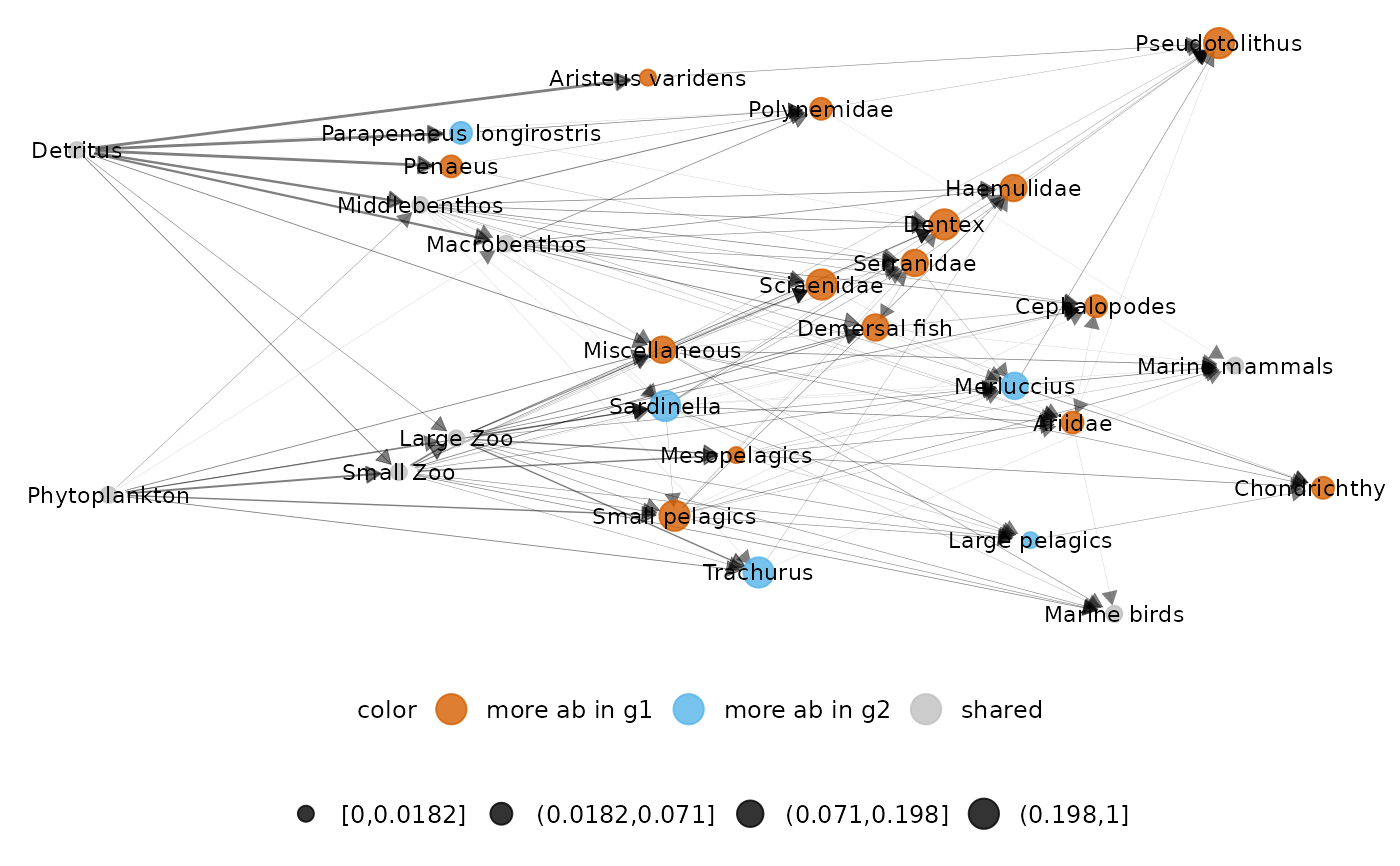 Pseudotolithus
Aristeus varidens
Polynemidae
Parapenaeus longirostris
Detritus
Penaeus
Haemulidae
Middlebenthos
Dentex
Macrobenthos
Serranidae
Sciaenidae
Cephalopodes
Demersal fish
Miscellaneous
Marine mammals
Merluccius
Sardinella
Ariidae
Large Zoo
Mesopelagics
Small Zoo
Chondrichthy
Phytoplankton
Small pelagics
Large pelagics
Trachurus
Marine birds
color more ab in g1 more ab in g2 shared
[0,0.0182] (0.0182,0.071] (0.071,0.198] (0.198,1]